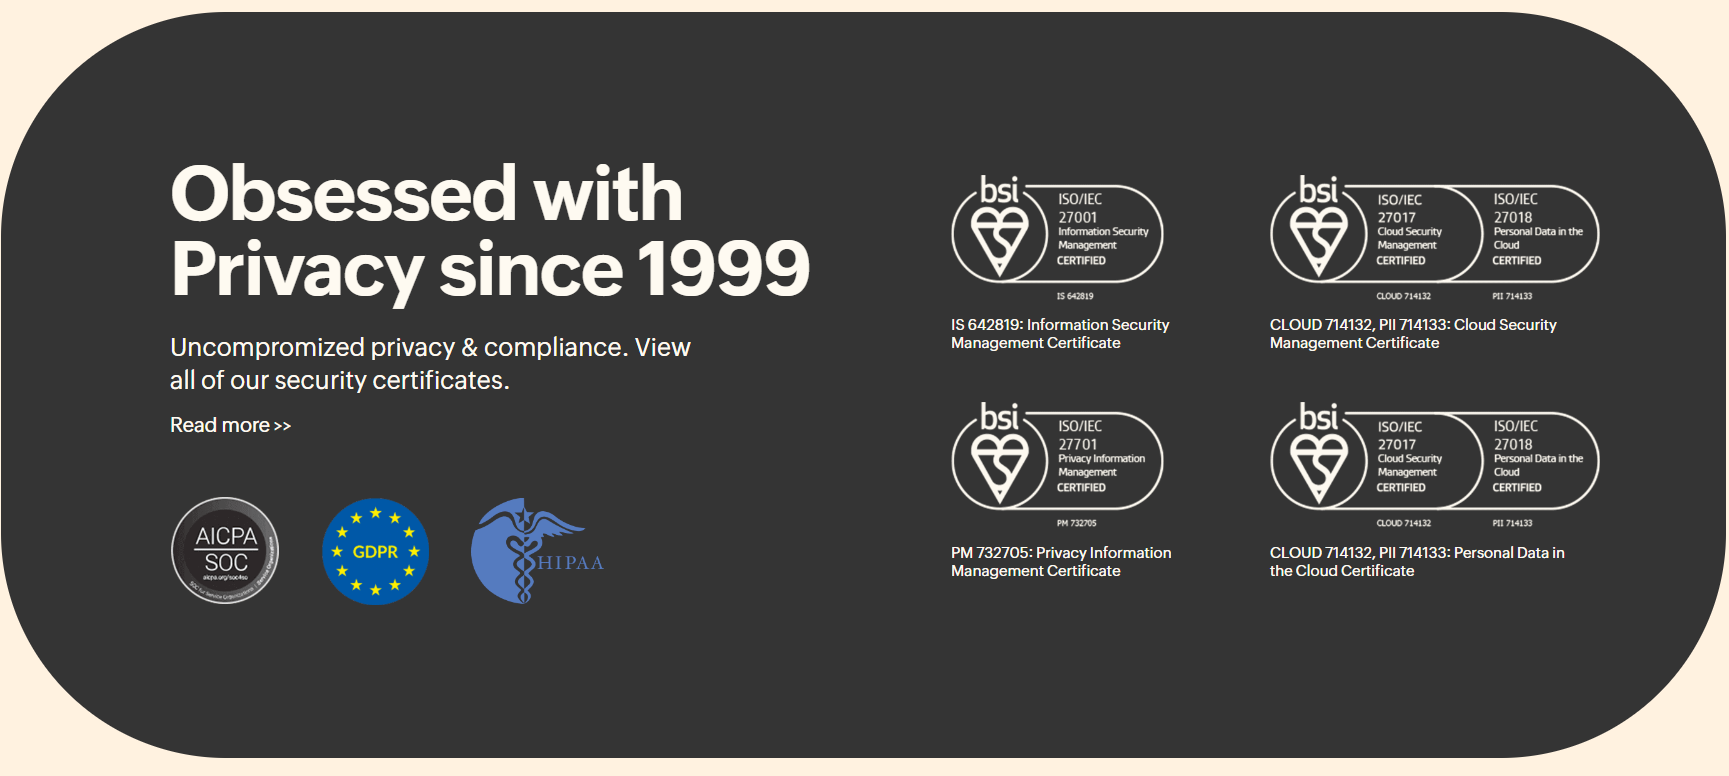 Obsessed with
Privacy since 1999
Uncompromized privacy & compliance. View
all of our security certificates.
Read more >>
AICPA
SOC
aicpa.org/soc4so
SOC for Service Organizations | Service Organizations
GDPR
HIPAA
bsi
ISO/IEC
27001
Information Security
Management
CERTIFIED
IS 642819
IS 642819: Information Security
Management Certificate
bsi
ISO/IEC
27017
Cloud Security
Management
CERTIFIED
ISO/IEC
27018
Personal Data in the
Cloud
CERTIFIED
CLOUD 714132
PII 714133
CLOUD 714132, PII 714133: Cloud Security
Management Certificate
bsi
ISO/IEC
27701
Privacy Information
Management
CERTIFIED
PM 732705
PM 732705: Privacy Information
Management Certificate
bsi
ISO/IEC
27017
Cloud Security
Management
CERTIFIED
ISO/IEC
27018
Personal Data in the
Cloud
CERTIFIED
CLOUD 714132
PII 714133
CLOUD 714132, PII 714133: Personal Data in
the Cloud Certificate